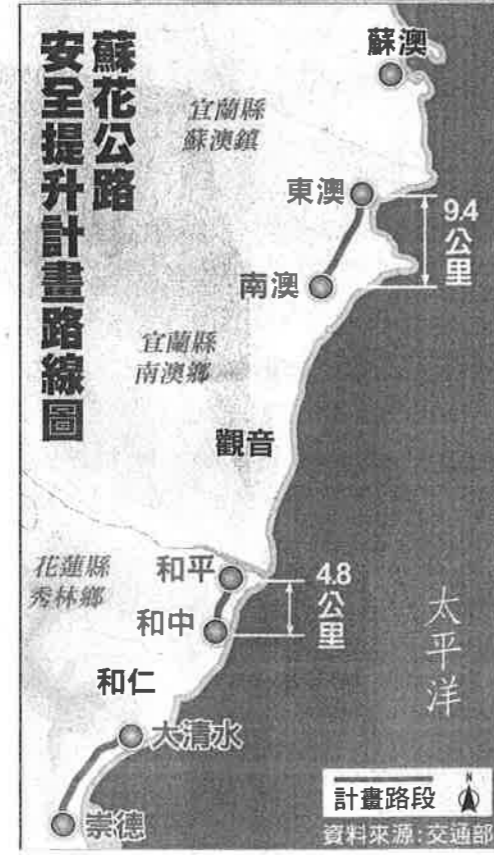 蘇花公路
安全提升計畫路線圖
蘇澳
宜蘭縣
蘇澳鎮
東澳
9.4
公里
南澳
宜蘭縣
南澳鄉
觀音
花蓮縣
秀林鄉
和平
4.8
公里
和中
太平洋
和仁
大清水
N
計畫路段
崇德
資料來源：交通部